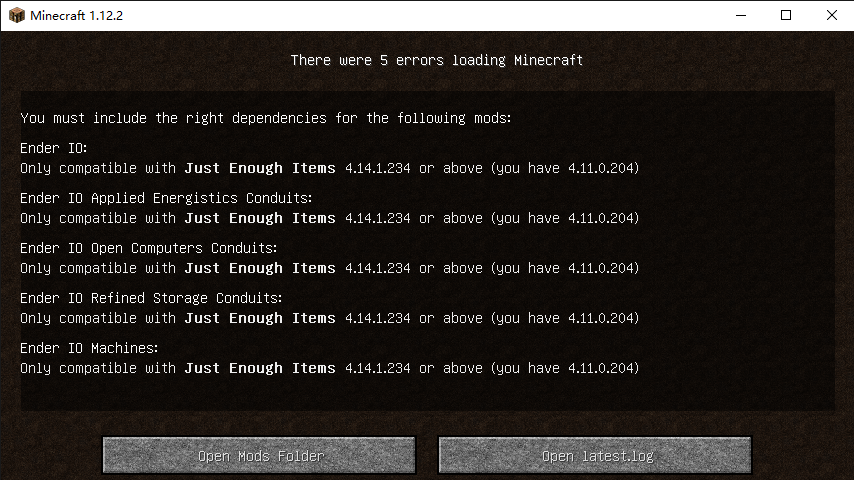 Minecraft 1.12.2
There were 5 errors loading Minecraft
You must include the right dependencies for the following mods:
Ender IO:
Only compatible with Just Enough Items 4.14.1.234 or above (you have 4.11.0.204)
Ender IO Applied Energistics Conduits:
Only compatible with Just Enough Items 4.14.1.234 or above (you have 4.11.0.204)
Ender IO Open Computers Conduits:
Only compatible with Just Enough Items 4.14.1.234 or above (you have 4.11.0.204)
Ender IO Refined Storage Conduits:
Only compatible with Just Enough Items 4.14.1.234 or above (you have 4.11.0.204)
Ender IO Machines:
Only compatible with Just Enough Items 4.14.1.234 or above (you have 4.11.0.204)
Open Mods Folder
Open latest.log